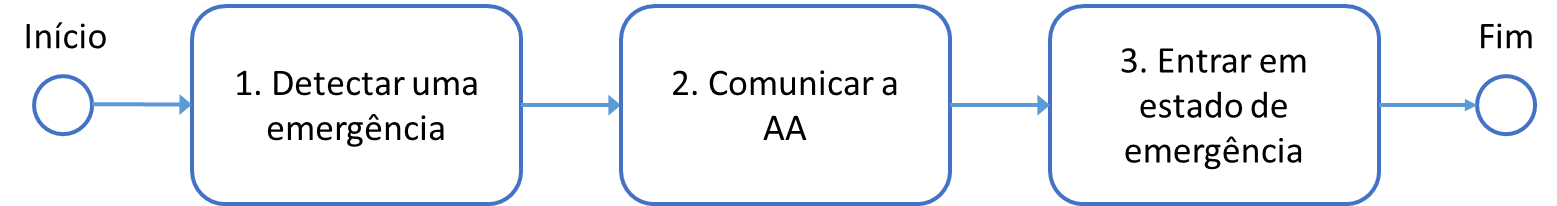 Início
1. Detectar uma
emergência
2. Comunicar a
AA
3. Entrar em
estado de
emergência
Fim